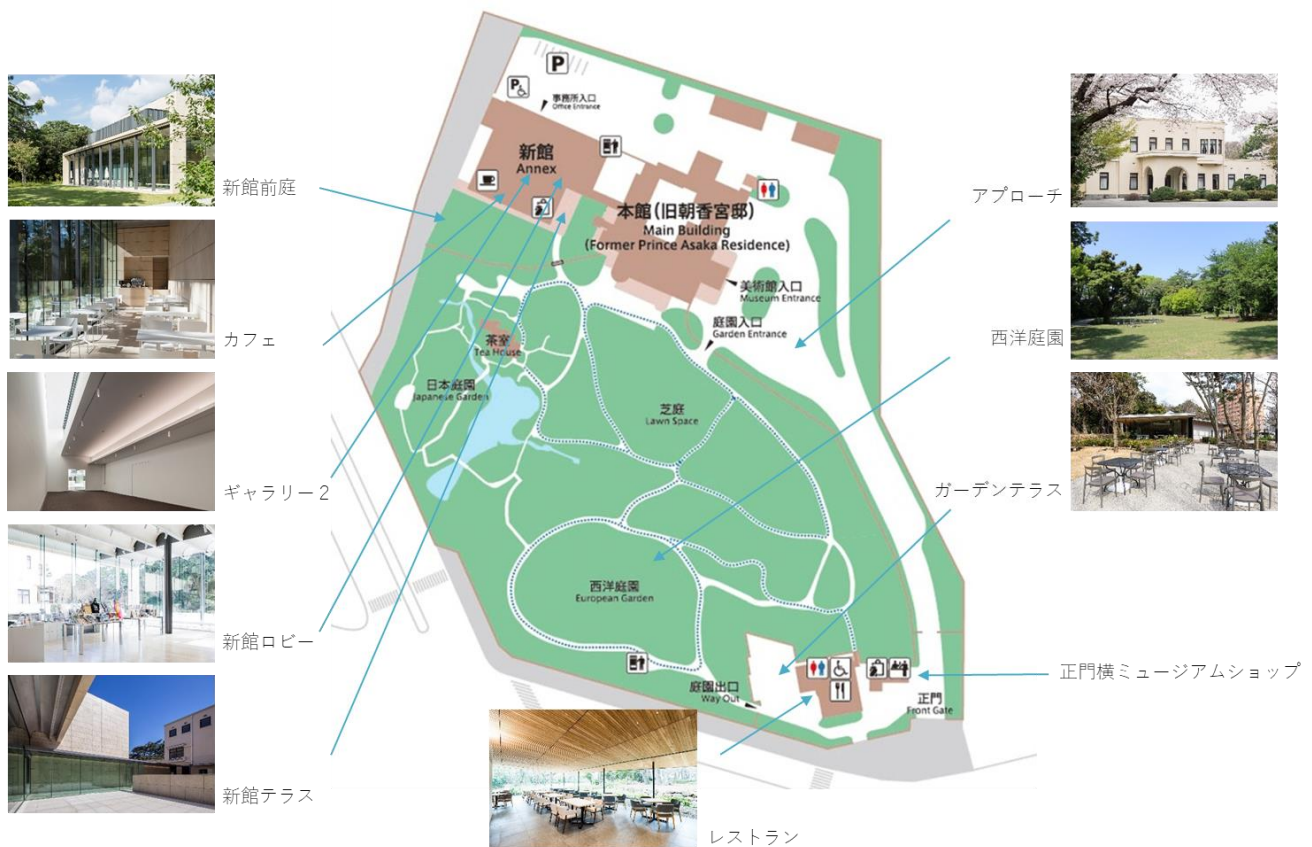 P
P
事務所入口
Office Entrance
新館
Annex
本館(旧朝香宮邸)
Main Building
(Former Prince Asaka Residence)
美術館入口
Museum Entrance
庭園入口
Garden Entrance
茶室
Tea House
日本庭園
Japanese Garden
芝庭
Lawn Space
西洋庭園
European Garden
庭園出口
Way Out
正門
Front Gate
新館前庭
カフェ
ギャラリー２
新館ロビー
新館テラス
アプローチ
西洋庭園
ガーデンテラス
正門横ミュージアムショップ
レストラン